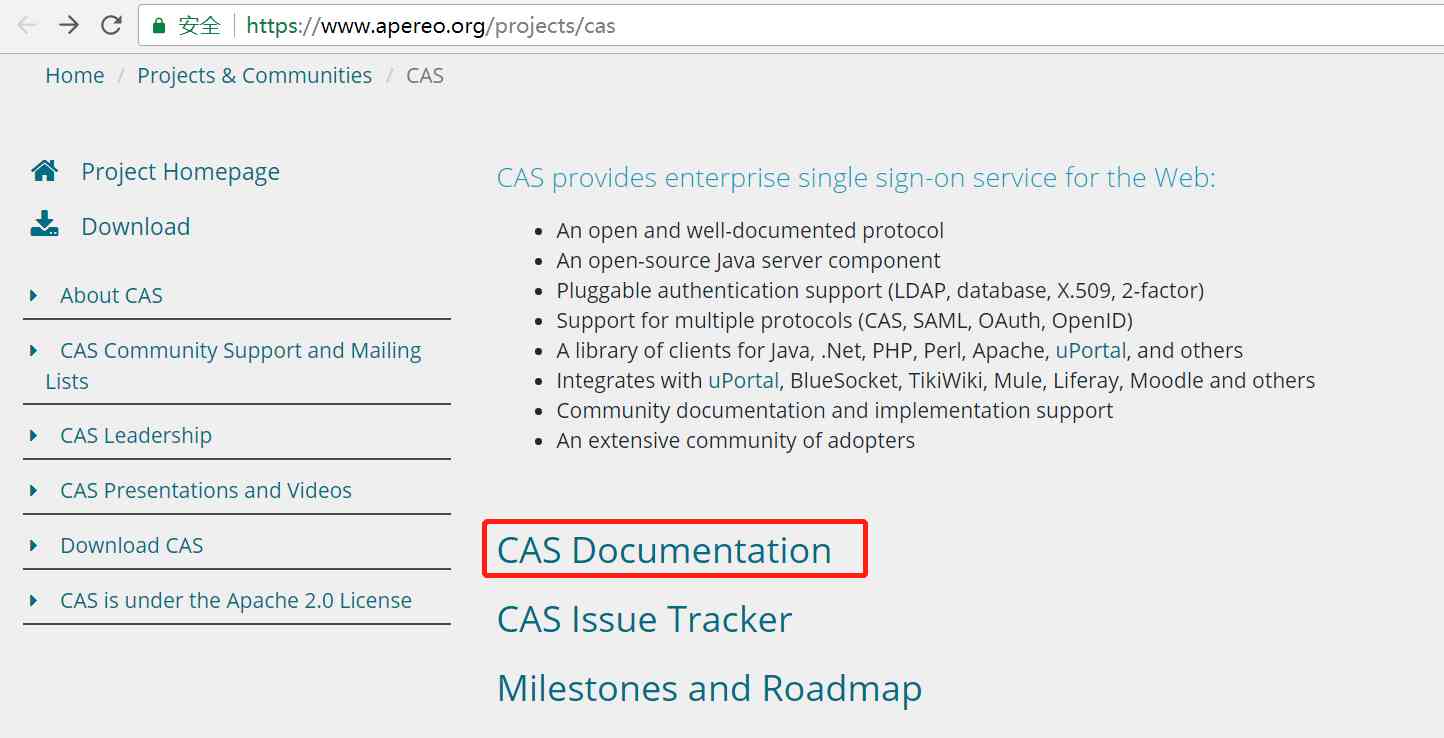 安全 https://www.apereo.org/projects/cas
Home / Projects & Communities / CAS
Project Homepage
Download
About CAS
CAS Community Support and Mailing
Lists
CAS Leadership
CAS Presentations and Videos
Download CAS
CAS is under the Apache 2.0 License
CAS provides enterprise single sign-on service for the Web:
An open and well-documented protocol
An open-source Java server component
Pluggable authentication support (LDAP, database, X.509, 2-factor)
Support for multiple protocols (CAS, SAML, OAuth, OpenID)
A library of clients for Java, .Net, PHP, Perl, Apache, uPortal, and others
Integrates with uPortal, BlueSocket, TikiWiki, Mule, Liferay, Moodle and others
Community documentation and implementation support
An extensive community of adopters
CAS Documentation
CAS Issue Tracker
Milestones and Roadmap